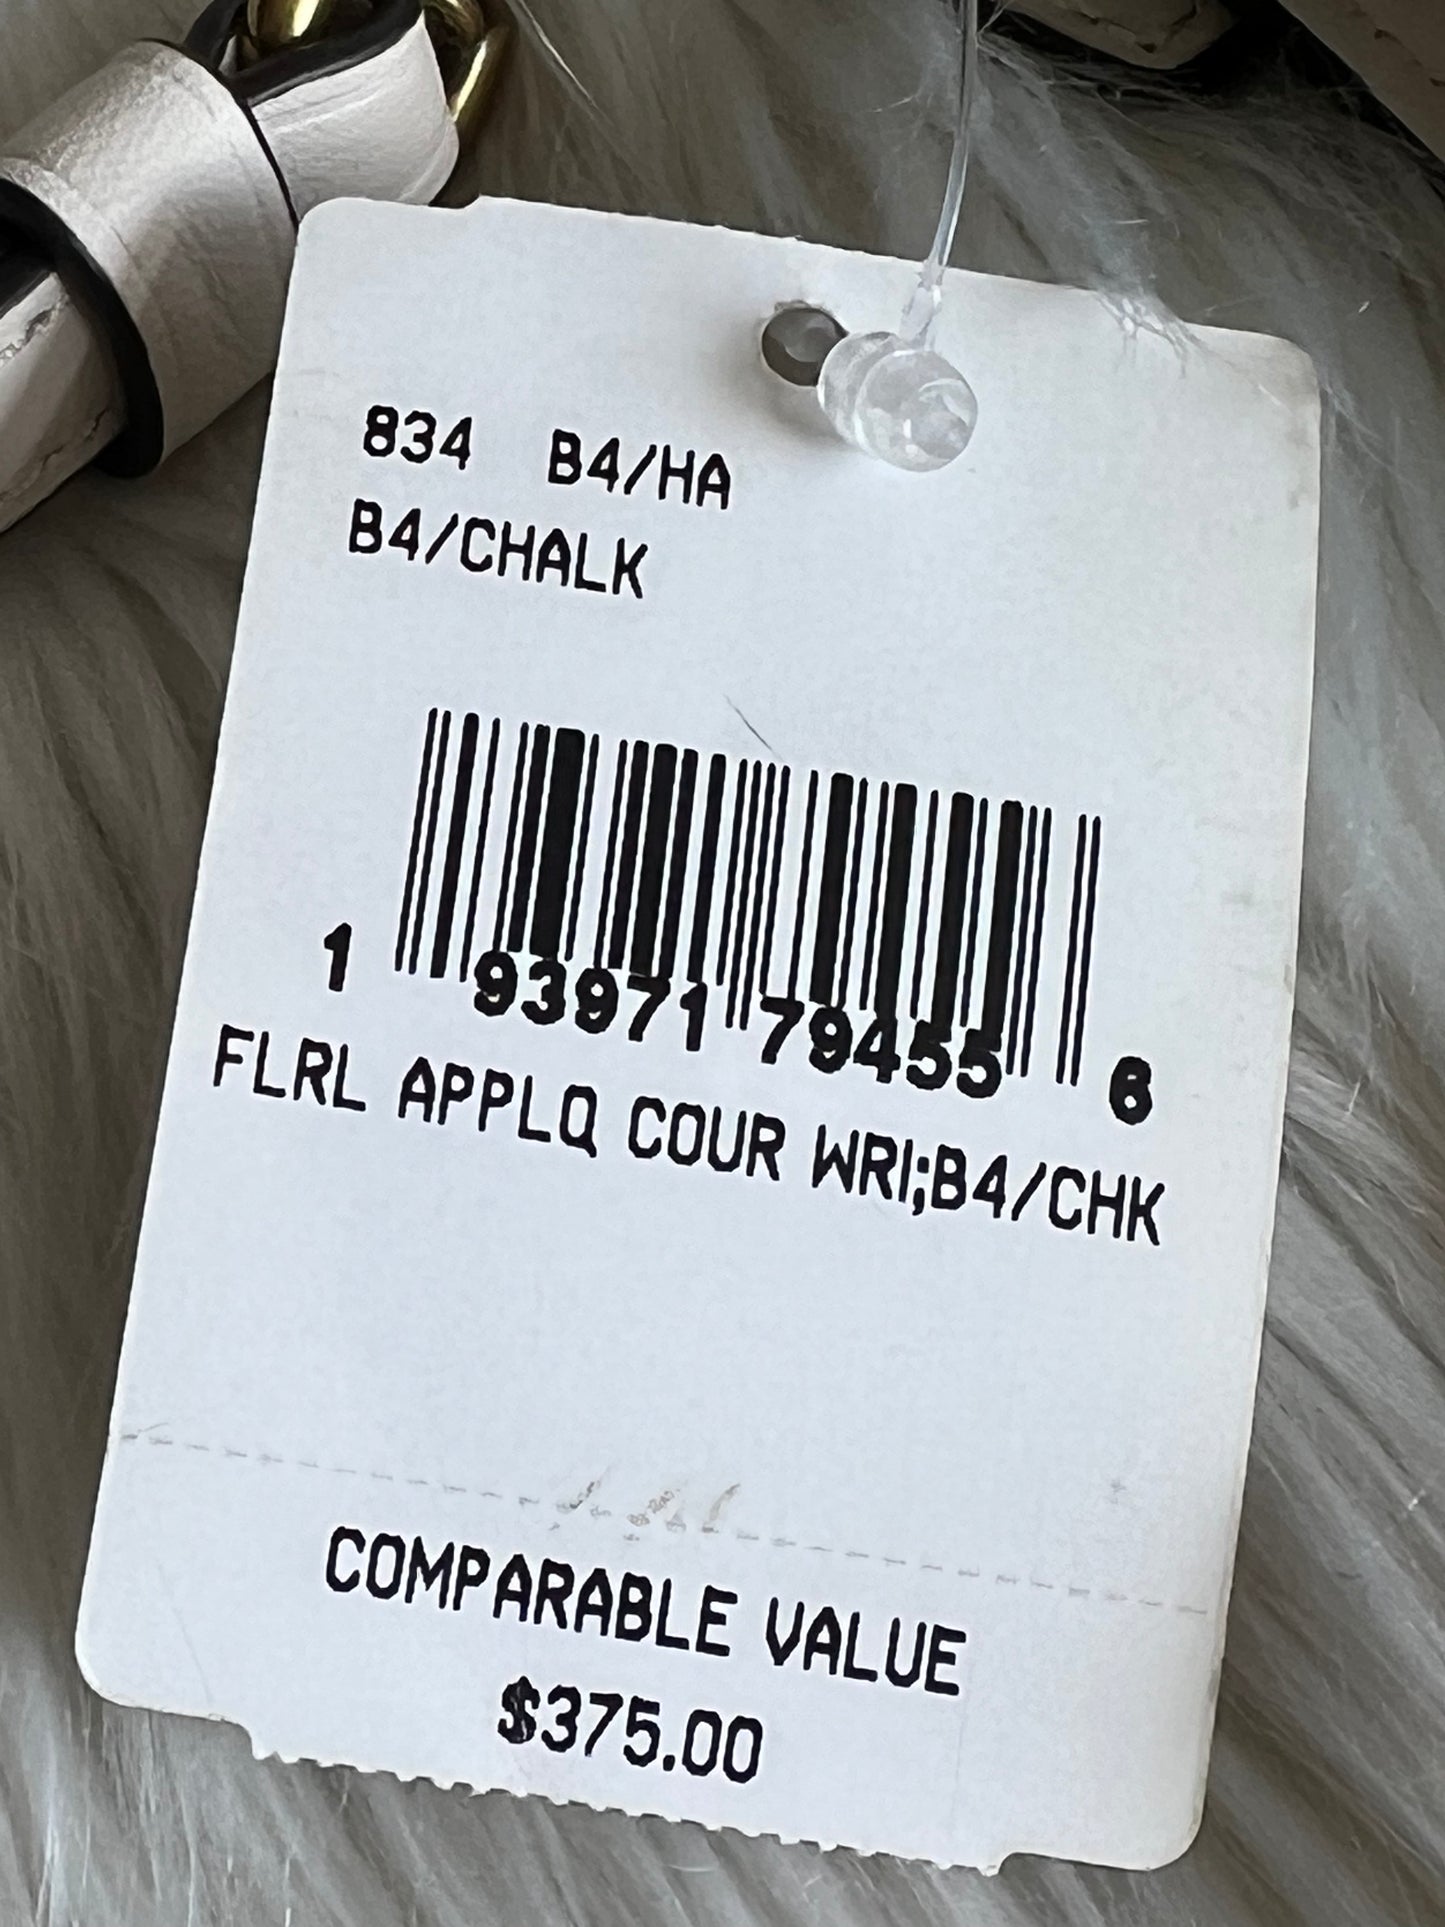 834 B4/HA
B4/CHALK
1 93971 79455 6
FLRL APPLQ COUR WRI;B4/CHK
COMPARABLE VALUE
$375.00